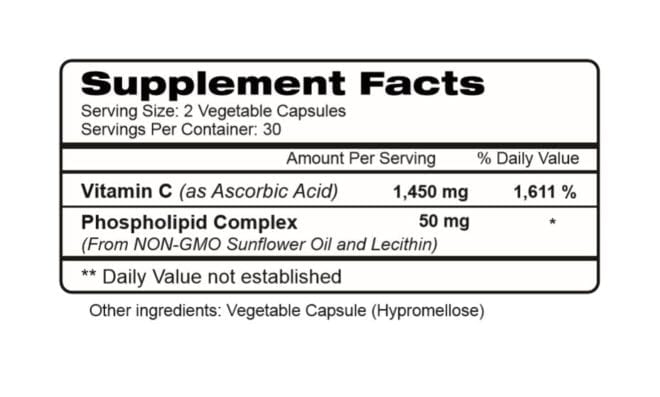 Supplement Facts
Serving Size: 2 Vegetable Capsules
Servings Per Container: 30
Amount Per Serving % Daily Value
Vitamin C (as Ascorbic Acid) 1,450 mg 1,611 %
Phospholipid Complex 50 mg *
(From NON-GMO Sunflower Oil and Lecithin)
** Daily Value not established
Other ingredients: Vegetable Capsule (Hypromellose)